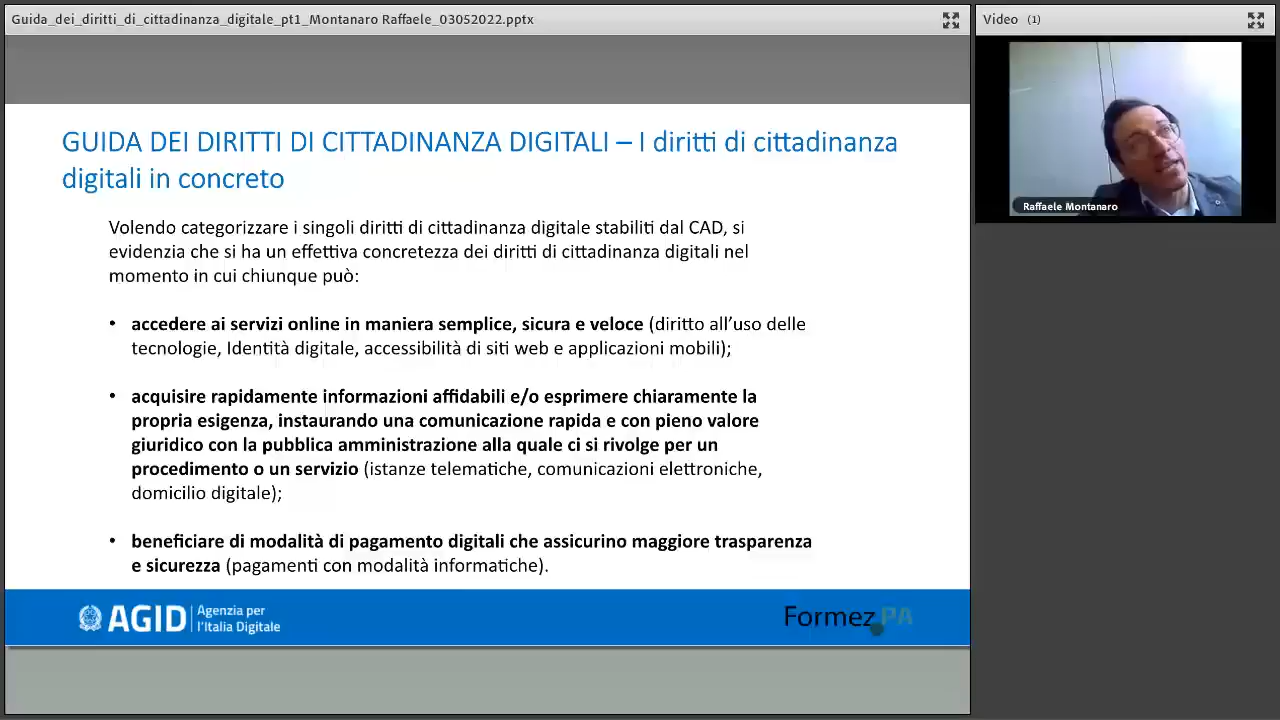 Guida_dei_diritti_di_cittadinanza_digitale_pt1_Montanaro Raffaele_03052022.pptx
Video (1)
GUIDA DEI DIRITTI DI CITTADINANZA DIGITALI – I diritti di cittadinanza
digitali in concreto
Volendo categorizzare i singoli diritti di cittadinanza digitale stabiliti dal CAD, si
evidenzia che si ha un effettiva concretezza dei diritti di cittadinanza digitali nel
momento in cui chiunque può:
• accedere ai servizi online in maniera semplice, sicura e veloce (diritto all’uso delle
tecnologie, Identità digitale, accessibilità di siti web e applicazioni mobili);
• acquisire rapidamente informazioni affidabili e/o esprimere chiaramente la
propria esigenza, instaurando una comunicazione rapida e con pieno valore
giuridico con la pubblica amministrazione alla quale ci si rivolge per un
procedimento o un servizio (istanze telematiche, comunicazioni elettroniche,
domicilio digitale);
• beneficiare di modalità di pagamento digitali che assicurino maggiore trasparenza
e sicurezza (pagamenti con modalità informatiche).
AGID
Agenzia per
l’Italia Digitale
Formez PA
Raffaele Montanaro